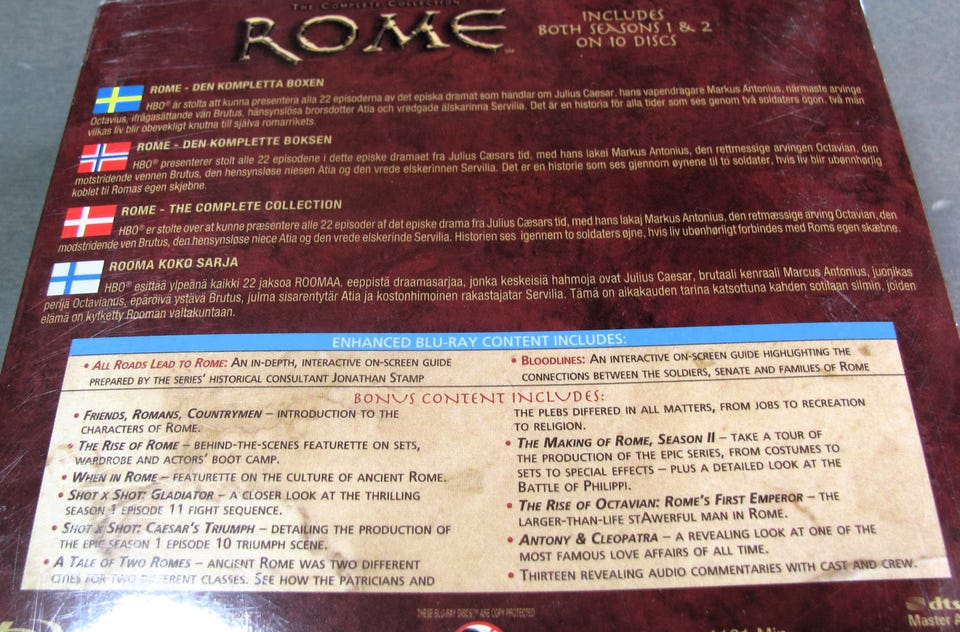 The Complete Collection
ROME
INCLUDES
BOTH SEASONS 1 & 2
ON 10 DISCS
ROME - DEN KOMPLETTA BOXEN
HBO® är stolta att kunna presentera alla 22 episoderna av det episka dramat som handlar om Julius Caesar, hans vapendragare Markus Antonius, närmaste arvinge
Octavius, ifrågasättande vän Brutus, hänsynslösa brorsdotter Atia och vredgade älskarinna Servilia. Det är en historia för alla tider som ses genom två soldaters ögon, två män
vilkas liv blir obevekligt knutna till själva romarrikets.
ROME - DEN KOMPLETTE BOKSEN
HBO® presenterer stolt alle 22 episodene i dette episke dramaet fra Julius Cæsars tid, med hans lakei Markus Antonius, den rettmessige arvingen Octavian, den
motstridende vennen Brutus, den hensynsløse niesen Atia og den vrede elskerinnen Servilia. Det er en historie som ses gjennom øynene til to soldater, hvis liv blir ubønhørlig
koblet til Romas egen skjebne.
ROME - THE COMPLETE COLLECTION
HBO® er stolte over at kunne præsentere alle 22 episoder af det episke drama fra Julius Cæsars tid, med hans lakaj Markus Antonius, den retmæssige arving Octavian, den
modstridende ven Brutus, den hensynsløse niece Atia og den vrede elskerinde Servilia. Historien ses igennem to soldaters øjne, hvis liv ubønhørligt forbindes med Roms egen skæbne.
ROOMA KOKO SARJA
HBO® esittää ylpeänä kaikki 22 jaksoa ROOMAA, eeppistä draamasarjaa, jonka keskeisiä hahmoja ovat Julius Caesar, brutaali kenraali Marcus Antonius, juonikas
perijä Octavianus, epäröivä ystävä Brutus, julma sisarentytär Atia ja kostonhimoinen rakastajatar Servilia. Tämä on aikakauden tarina katsottuna kahden sotilaan silmin, joiden
elämä on kytketty Rooman valtakuntaan.
ENHANCED BLU-RAY CONTENT INCLUDES:
• All Roads Lead to Rome: An in-depth, interactive on-screen guide
prepared by the series' historical consultant Jonathan Stamp
• Bloodlines: An interactive on-screen guide highlighting the
connections between the soldiers, senate and families of Rome
BONUS CONTENT INCLUDES:
• Friends, Romans, Countrymen – introduction to the
characters of Rome.
• The Rise of Rome – behind-the-scenes featurette on sets,
wardrobe and actors' boot camp.
• When in Rome – featurette on the culture of ancient Rome.
• Shot x Shot: Gladiator – a closer look at the thrilling
season 1 episode 11 fight sequence.
• Shot x Shot: Caesar's Triumph – detailing the production of
the epic season 1 episode 10 triumph scene.
• A Tale of Two Romes – ancient Rome was two different
cities for two different classes. See how the patricians and
the plebs differed in all matters, from jobs to recreation
to religion.
• The Making of Rome, Season II – take a tour of
the production of the epic series, from costumes to
sets to special effects – plus a detailed look at the
Battle of Philippi.
• The Rise of Octavian: Rome's First Emperor – the
larger-than-life stAwerful man in Rome.
• Antony & Cleopatra – a revealing look at one of the
most famous love affairs of all time.
• Thirteen revealing audio commentaries with cast and crew.
THESE BLU-RAY DISCS™ ARE COPY PROTECTED
dts
Master A